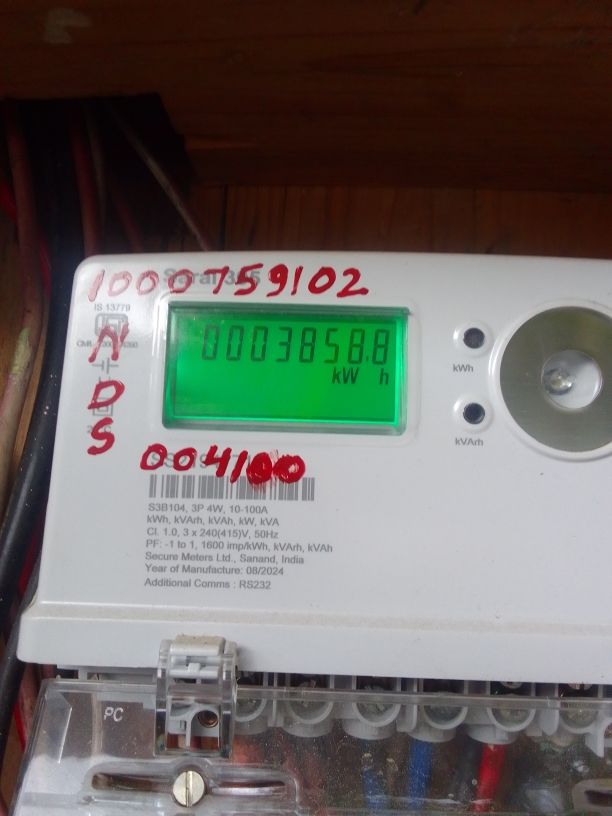 1000759102
IS 13779
N
D
S
0003858.8
kW h
kWh
kVArh
004100
S3B104, 3P 4W, 10-100A
kWh, kVArh, kVAh, kW, kVA
Cl. 1.0, 3 x 240(415)V, 50Hz
PF: -1 to 1, 1600 imp/kWh, kVArh, kVAh
Secure Meters Ltd., Sanand, India
Year of Manufacture: 08/2024
Additional Comms : RS232
PC